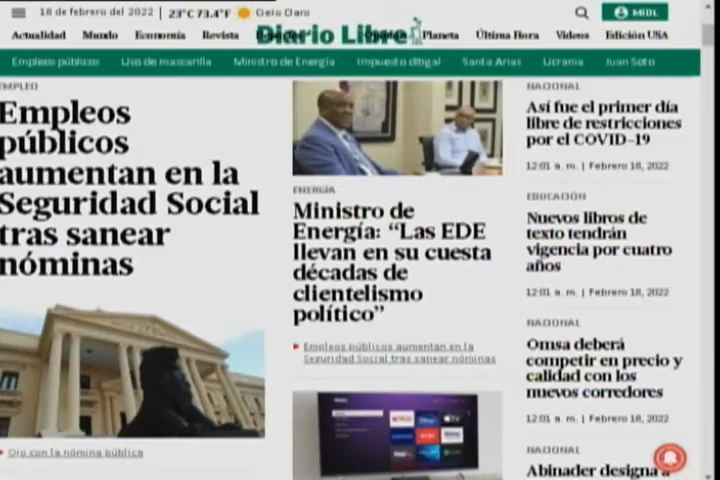 18 de febrero del 2022 | 23°C 73.4°F Cielo Claro
MIDL
Actualidad Mundo Economía Revista Planeta Última Hora Videos Edición USA
Diario Libre
Empleos públicos Uso de mascarilla Ministro de Energía Impuesto ditigal Santa Arias Ucrania Juan Soto
EMPLEO
Empleos
públicos
aumentan en la
Seguridad Social
tras sanear
nóminas
Ojo con la nómina pública
ENERGÍA
Ministro de
Energía: “Las EDE
llevan en su cuesta
décadas de
clientelismo
político”
Empleos públicos aumentan en la
Seguridad Social tras sanear nóminas
NACIONAL
Así fue el primer día
libre de restricciones
por el COVID-19
12:01 a. m. | Febrero 18, 2022
EDUCACIÓN
Nuevos libros de
texto tendrán
vigencia por cuatro
años
12:01 a. m. | Febrero 18, 2022
NACIONAL
Omsa deberá
competir en precio y
calidad con los
nuevos corredores
12:01 a. m. | Febrero 18, 2022
NACIONAL
Abinader designa a